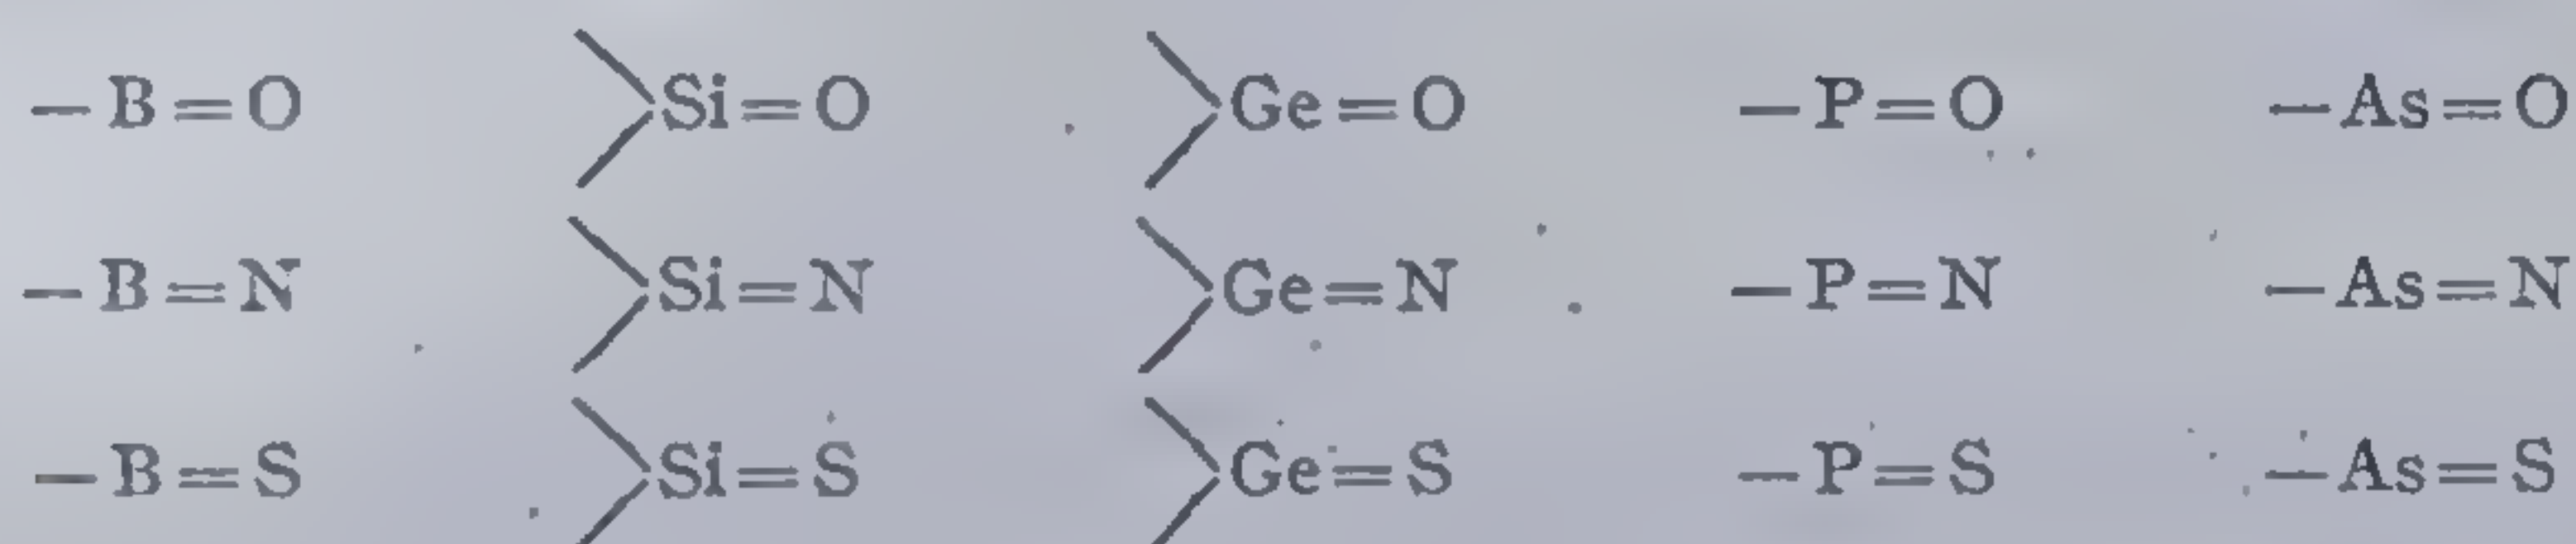 —B=O >Si=O >Ge=O —P=O —As=O
—B=N >Si=N >Ge=N —P=N —As=N
—B=S >Si=S >Ge=S —P=S —As=S